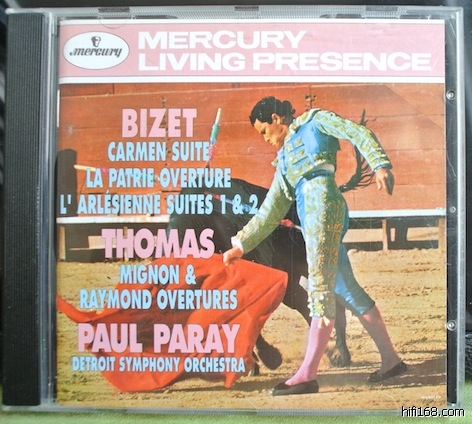 mercury
MERCURY
LIVING PRESENCE
BIZET
CARMEN SUITE
LA PATRIE OVERTURE
L' ARLÉSIENNE SUITES 1 & 2
THOMAS
MIGNON &
RAYMOND OVERTURES
PAUL PARAY
DETROIT SYMPHONY ORCHESTRA
hifi168.com